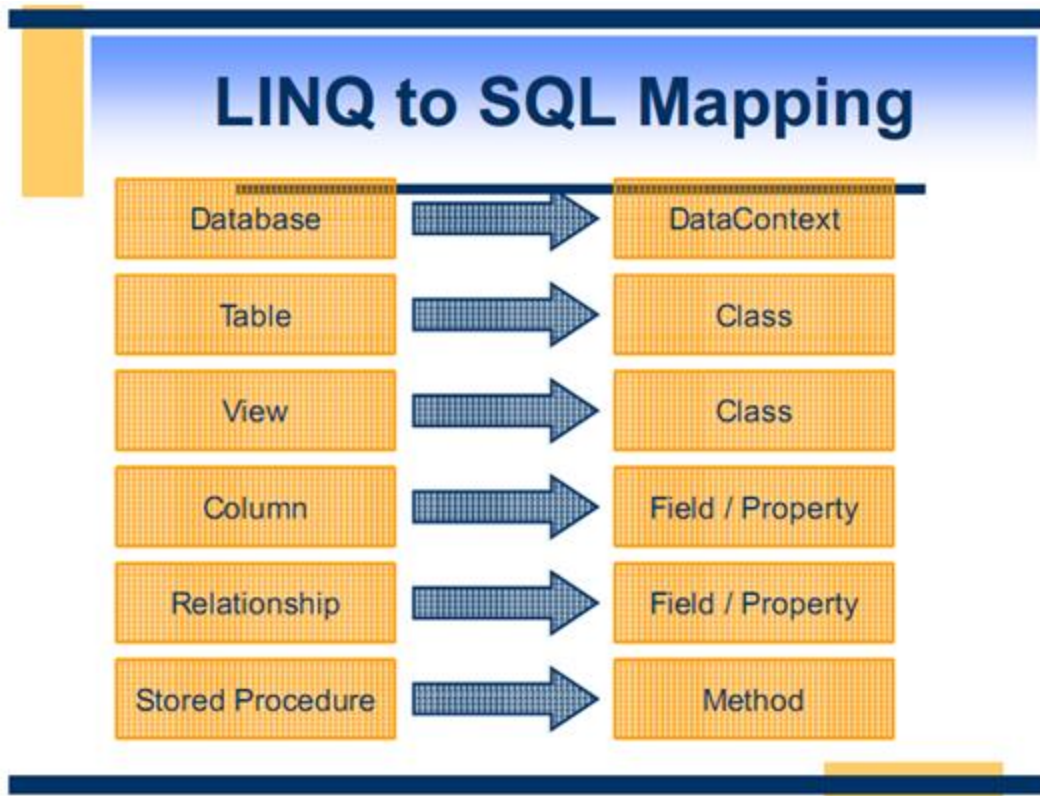 LINQ to SQL Mapping
Database
DataContext
Table
Class
View
Class
Column
Field / Property
Relationship
Field / Property
Stored Procedure
Method